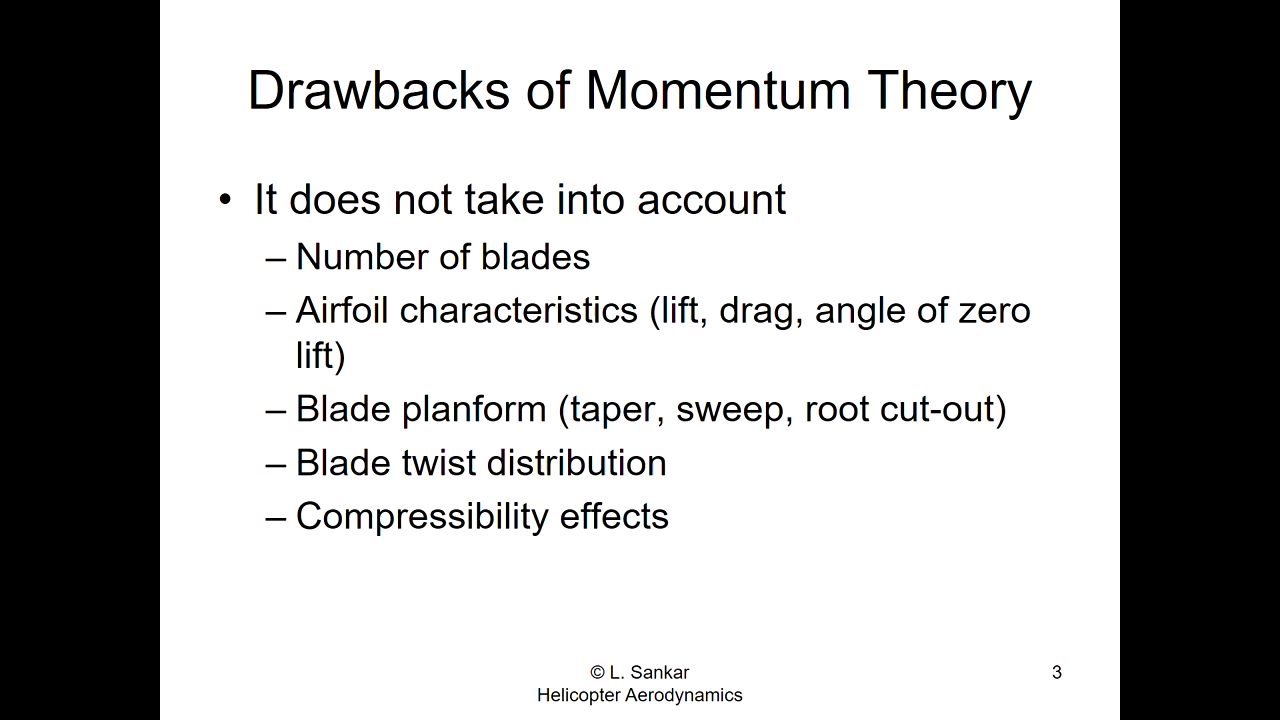 Drawbacks of Momentum Theory
• It does not take into account
– Number of blades
– Airfoil characteristics (lift, drag, angle of zero
lift)
– Blade planform (taper, sweep, root cut-out)
– Blade twist distribution
– Compressibility effects
© L. Sankar
Helicopter Aerodynamics
3